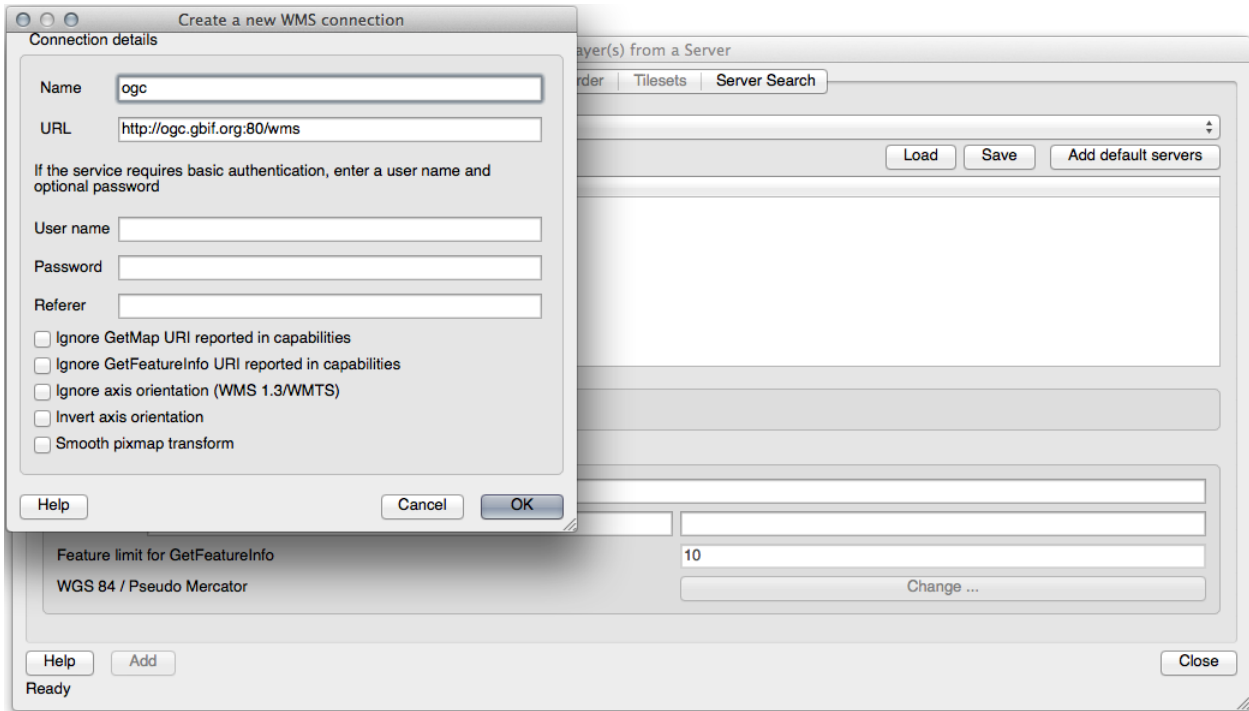 Create a new WMS connection
Connection details
Name
ogc
URL
http://ogc.gbif.org:80/wms
If the service requires basic authentication, enter a user name and
optional password
User name
Password
Referer
Ignore GetMap URI reported in capabilities
Ignore GetFeatureInfo URI reported in capabilities
Ignore axis orientation (WMS 1.3/WMTS)
Invert axis orientation
Smooth pixmap transform
Help
Cancel
OK
ayer(s) from a Server
rder
Tilesets
Server Search
Load
Save
Add default servers
Feature limit for GetFeatureInfo
10
WGS 84 / Pseudo Mercator
Change ...
Help
Add
Close
Ready